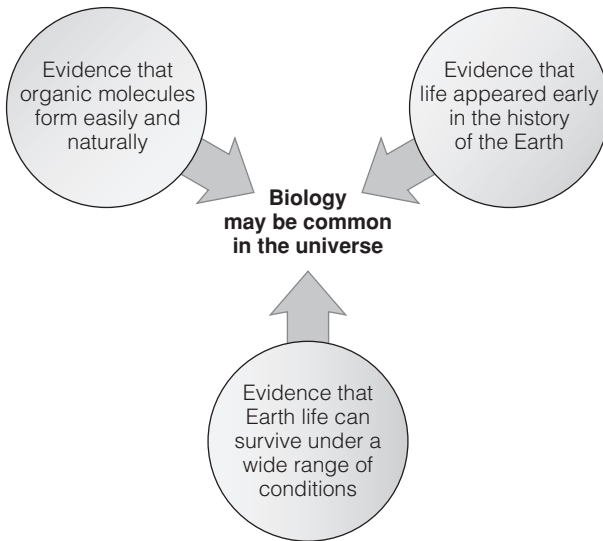 Evidence that
organic molecules
form easily and
naturally
Evidence that
life appeared early
in the history
of the Earth
Biology
may be common
in the universe
Evidence that
Earth life can
survive under a
wide range of
conditions